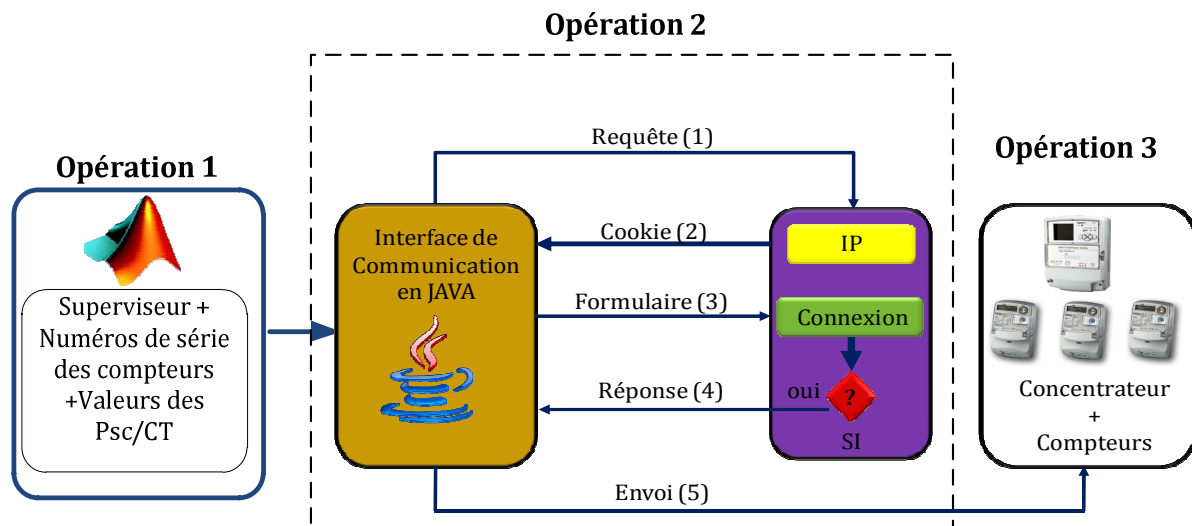 Opération 2
Opération 1
Opération 3
Requête (1)
Cookie (2)
Formulaire (3)
Réponse (4)
Envoi (5)
Superviseur +
Numéros de série
des compteurs
+Valeurs des
Psc/CT
Interface de
Communication
en JAVA
IP
Connexion
oui
?
SI
Concentrateur
+
Compteurs